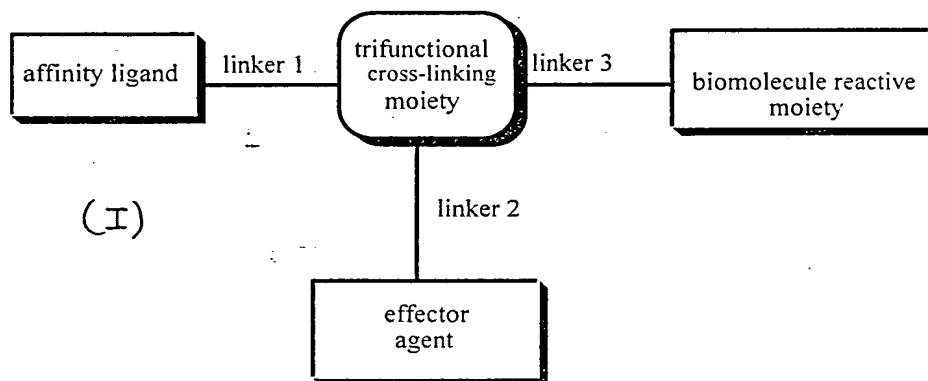 affinity ligand
linker 1
trifunctional
cross-linking
moiety
linker 3
biomolecule reactive
moiety
(I)
linker 2
effector
agent